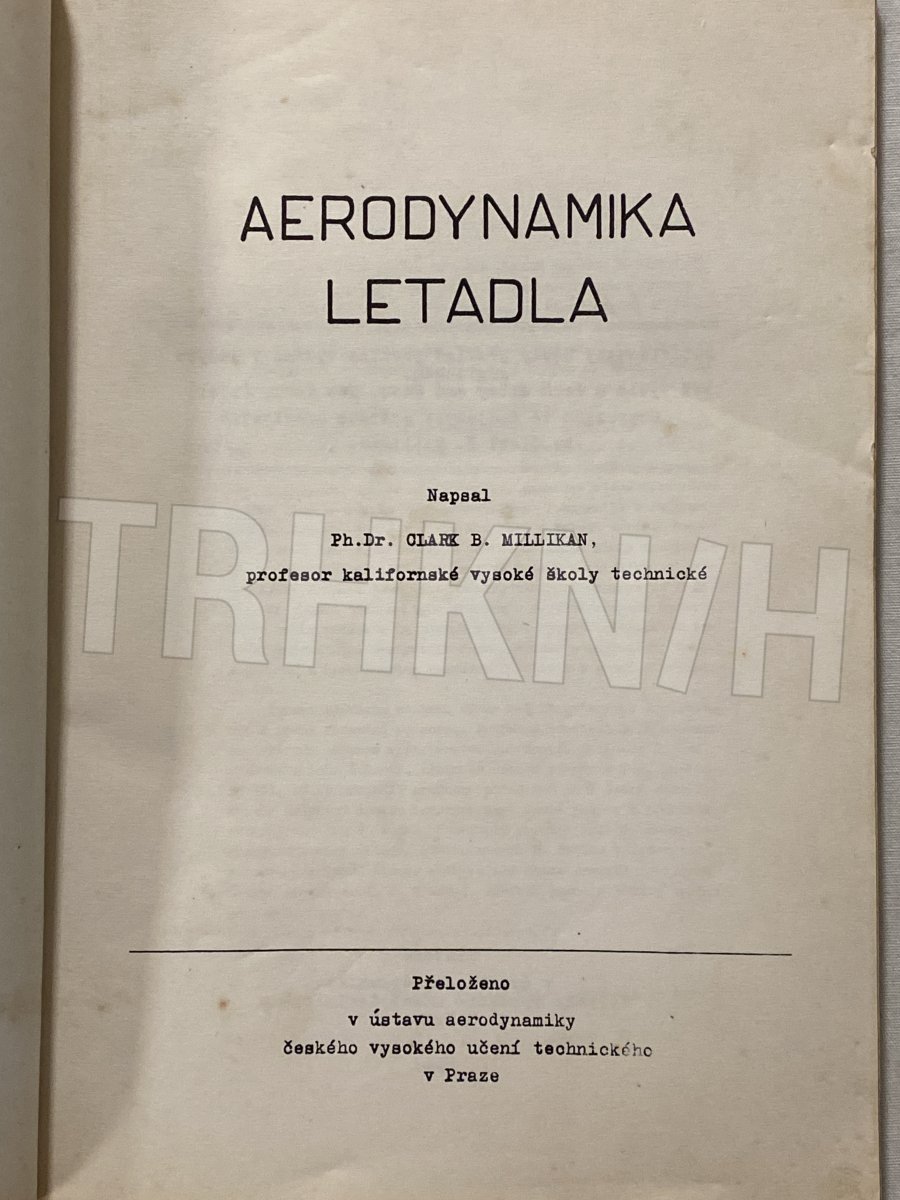 AERODYNAMIKA
LETADLA
Napsal
Ph.Dr. CLARK B. MILLIKAN,
profesor kalifornské vysoké školy technické
TRHKN/H
Přeloženo
v ústavu aerodynamiky
českého vysokého učení technického
v Praze